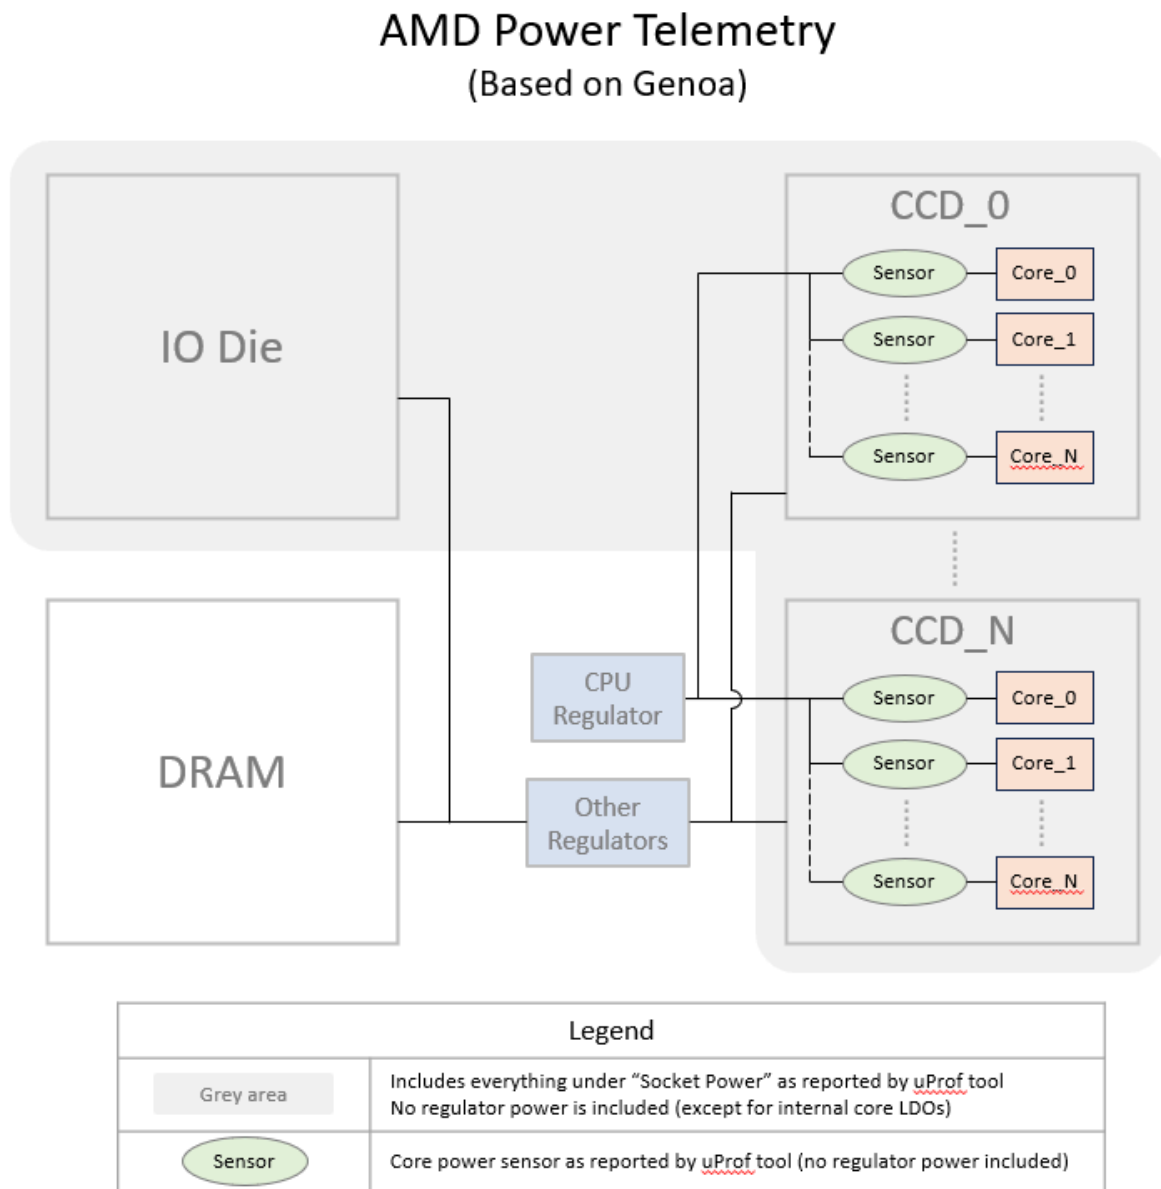 AMD Power Telemetry
(Based on Genoa)
IO Die
CCD_0
Sensor
Core_0
Sensor
Core_1
Sensor
Core_N
DRAM
CPU
Regulator
Other
Regulators
CCD_N
Sensor
Core_0
Sensor
Core_1
Sensor
Core_N
Legend
Grey area
Includes everything under “Socket Power” as reported by uProf tool
No regulator power is included (except for internal core LDOs)
Sensor
Core power sensor as reported by uProf tool (no regulator power included)